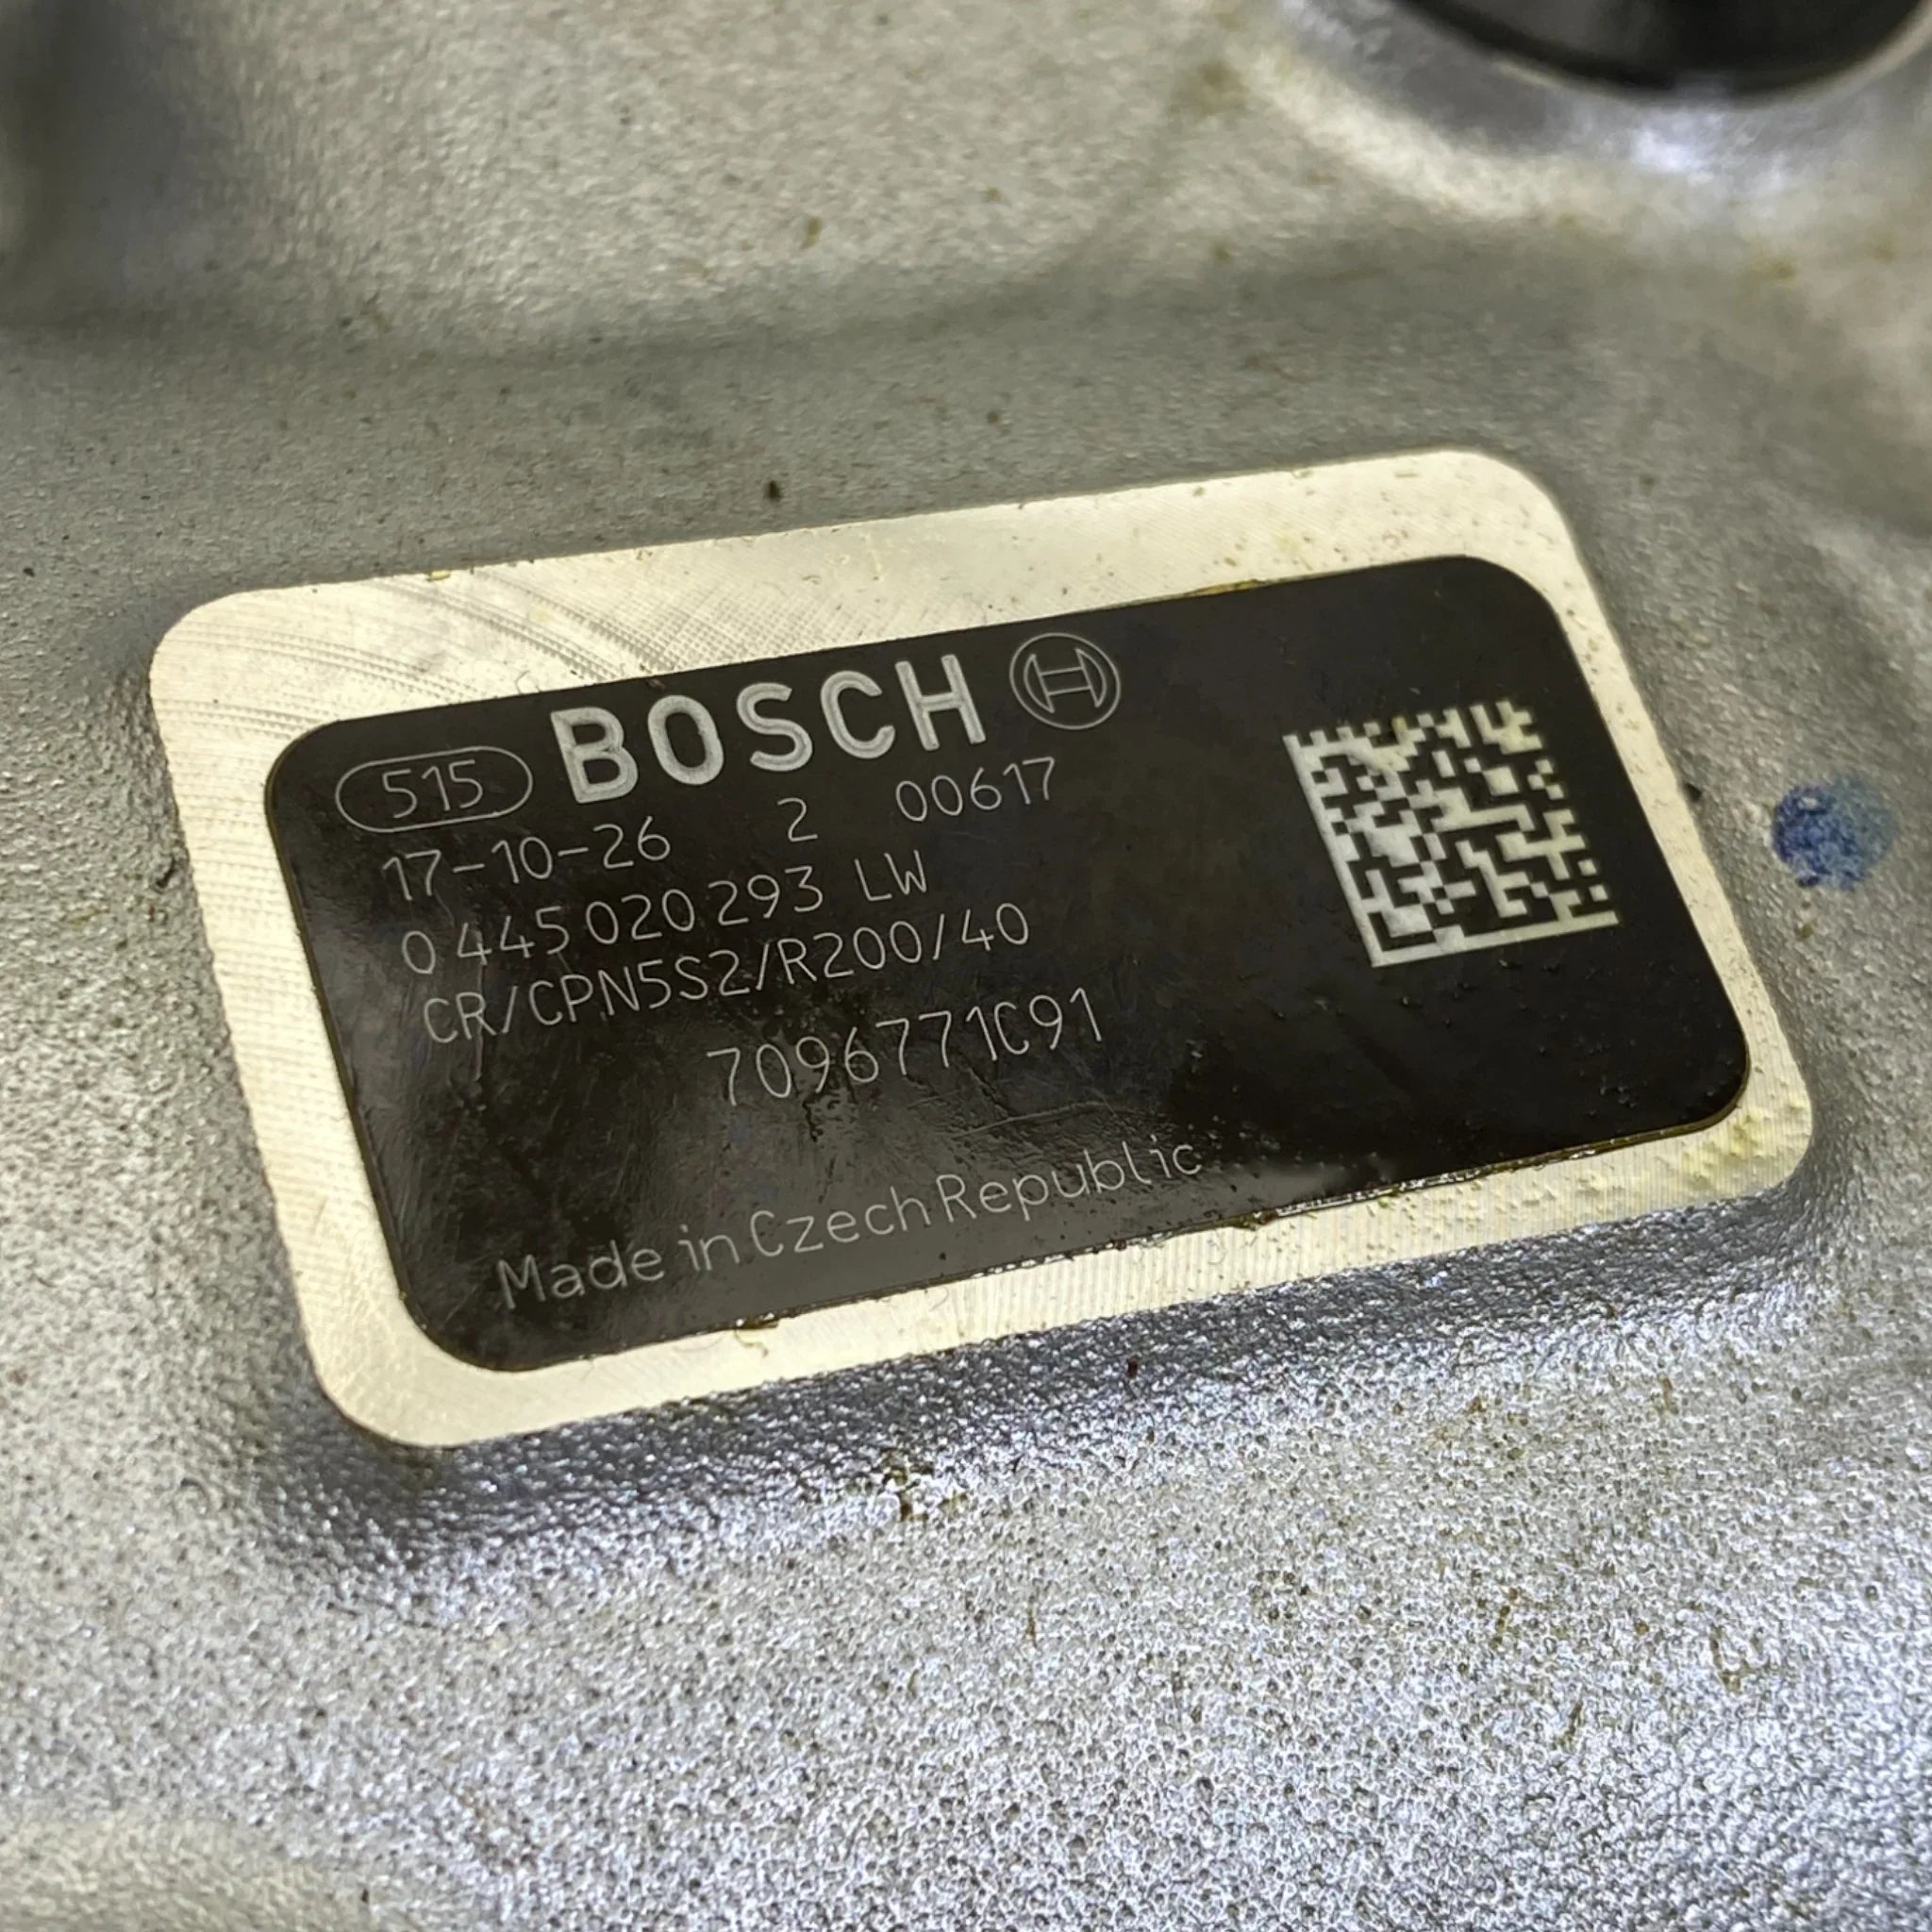 515 BOSCH
17-10-26 2 00617
0 445 020 293 LW
CR/CPN5S2/R200/40
7096771C91
Made in Czech Republic